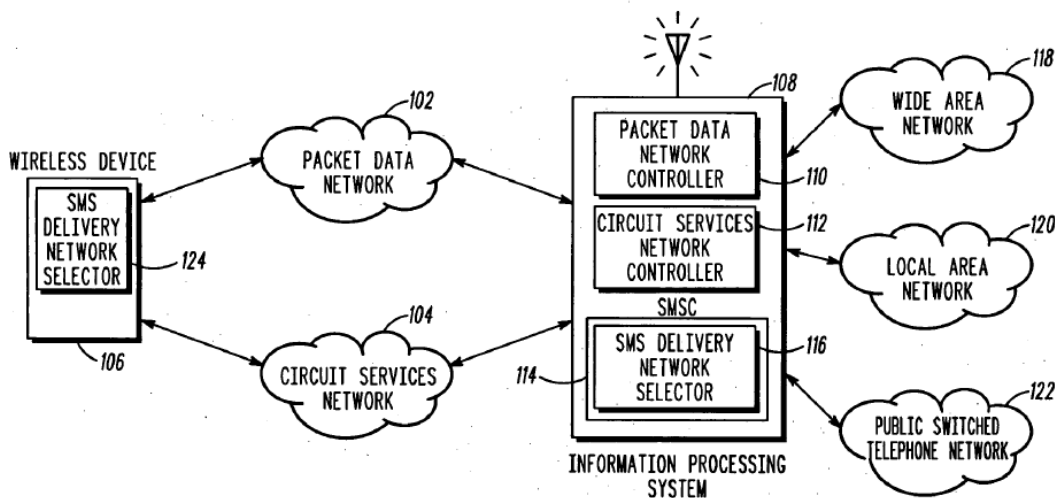 WIRELESS DEVICE
SMS
DELIVERY
NETWORK
SELECTOR
124
106
102
PACKET DATA
NETWORK
104
CIRCUIT SERVICES
NETWORK
108
PACKET DATA
NETWORK
CONTROLLER
110
CIRCUIT SERVICES
NETWORK
CONTROLLER
112
SMSC
SMS DELIVERY
NETWORK
SELECTOR
116
114
INFORMATION PROCESSING
SYSTEM
118
WIDE AREA
NETWORK
120
LOCAL AREA
NETWORK
122
PUBLIC SWITCHED
TELEPHONE NETWORK